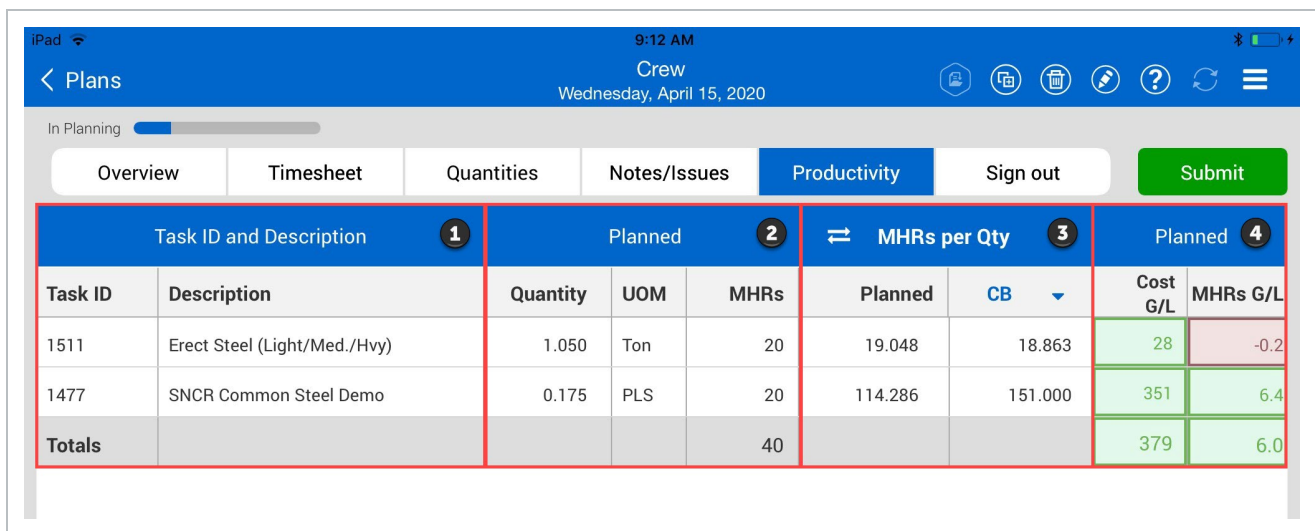 iPad 9:12 AM
Plans
Crew
Wednesday, April 15, 2020
In Planning
Overview Timesheet Quantities Notes/Issues Productivity Sign out Submit
Task ID and Description 1 Planned 2 MHRs per Qty 3 Planned 4
Task ID Description Quantity UOM MHRs Planned CB Cost G/L MHRs G/L
1511 Erect Steel (Light/Med./Hvy) 1.050 Ton 20 19.048 18.863 28 -0.2
1477 SNCR Common Steel Demo 0.175 PLS 20 114.286 151.000 351 6.4
Totals 40 379 6.0